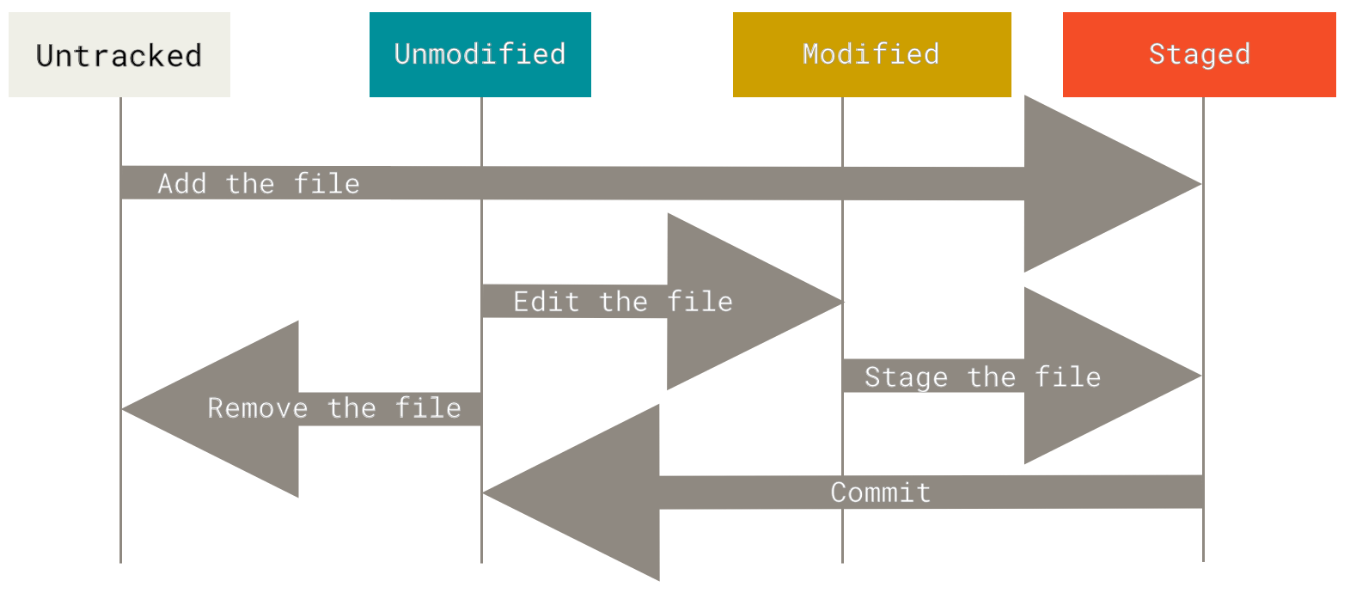 Untracked
Unmodified
Modified
Staged
Add the file
Edit the file
Stage the file
Remove the file
Commit